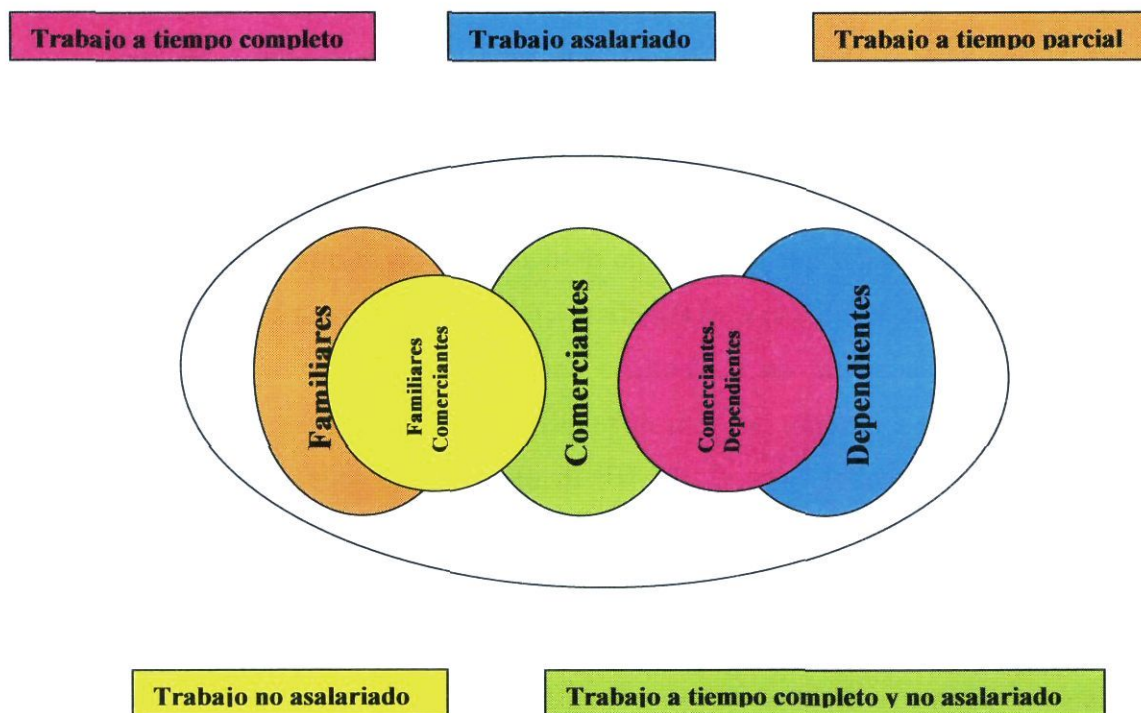 Trabajo a tiempo completo
Trabajo asalariado
Trabajo a tiempo parcial
Familiares
Familiares
Comerciantes
Comerciantes
Comerciantes.
Dependientes
Dependientes
Trabajo no asalariado
Trabajo a tiempo completo y no asalariado